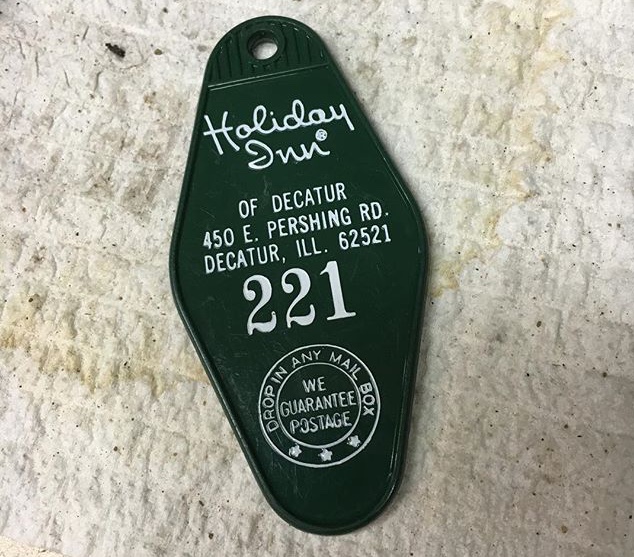 Holiday
Inn®
OF DECATUR
450 E. PERSHING RD.
DECATUR, ILL. 62521
221
DROP IN ANY MAIL BOX
WE
GUARANTEE
POSTAGE